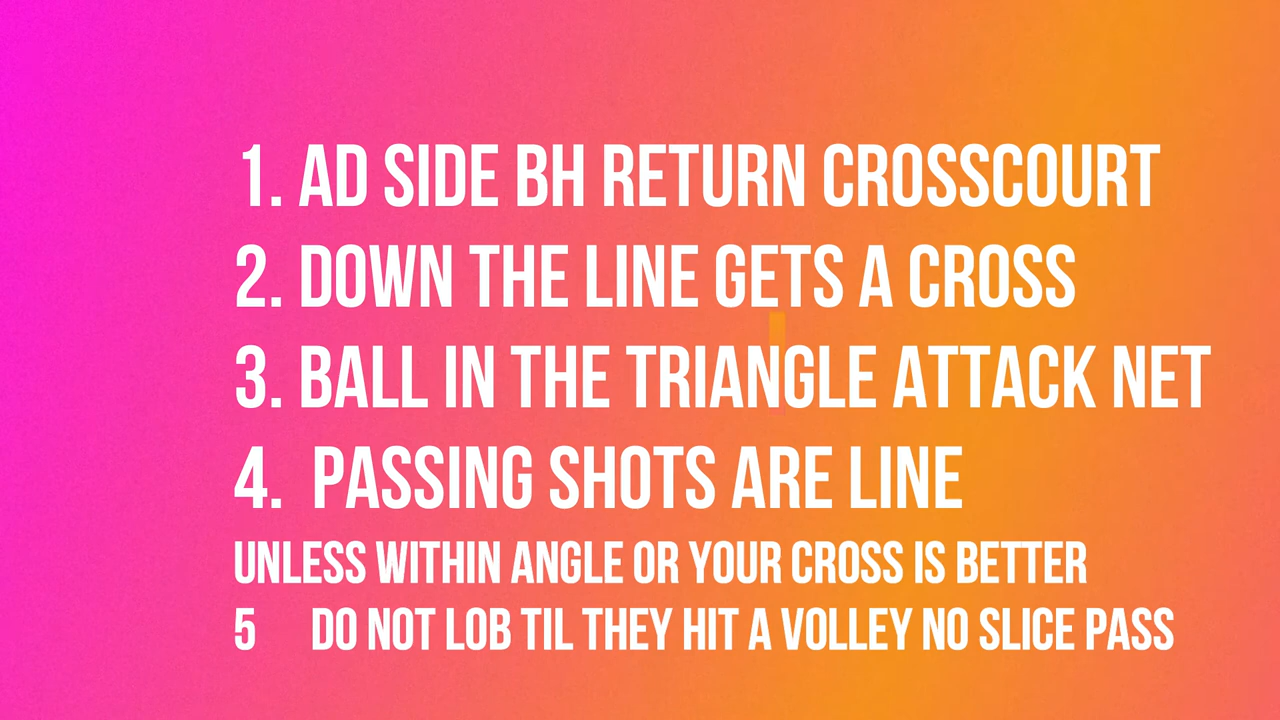 1. AD SIDE BH RETURN CROSSCOURT
2. DOWN THE LINE GETS A CROSS
3. BALL IN THE TRIANGLE ATTACK NET
4. PASSING SHOTS ARE LINE
UNLESS WITHIN ANGLE OR YOUR CROSS IS BETTER
5 DO NOT LOB TIL THEY HIT A VOLLEY NO SLICE PASS